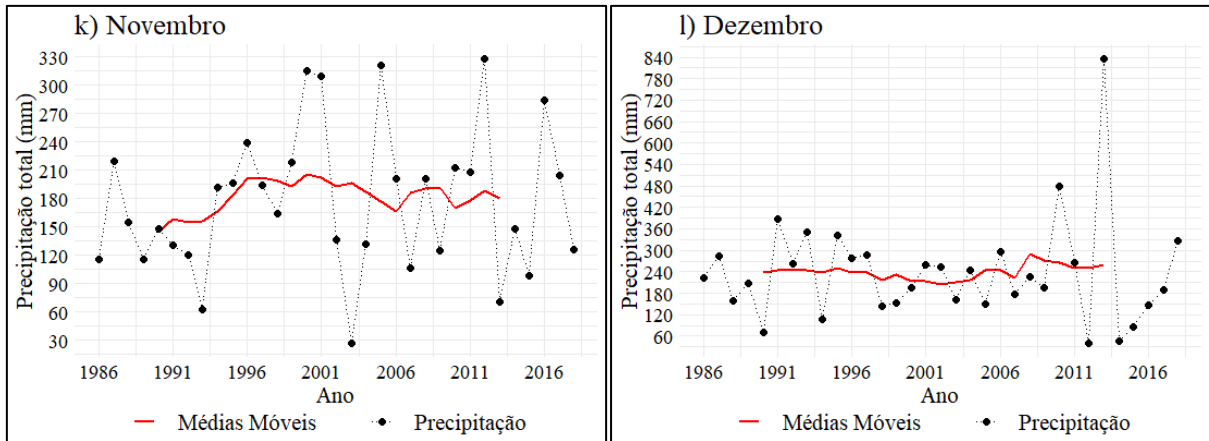 k) Novembro
Precipitação total (mm)
330
300
270
240
210
180
150
120
90
60
30
1986 1991 1996 2001 2006 2011 2016
Ano
Médias Móveis Precipitação
l) Dezembro
Precipitação total (mm)
840
780
720
660
600
540
480
420
360
300
240
180
120
60
1986 1991 1996 2001 2006 2011 2016
Ano
Médias Móveis Precipitação